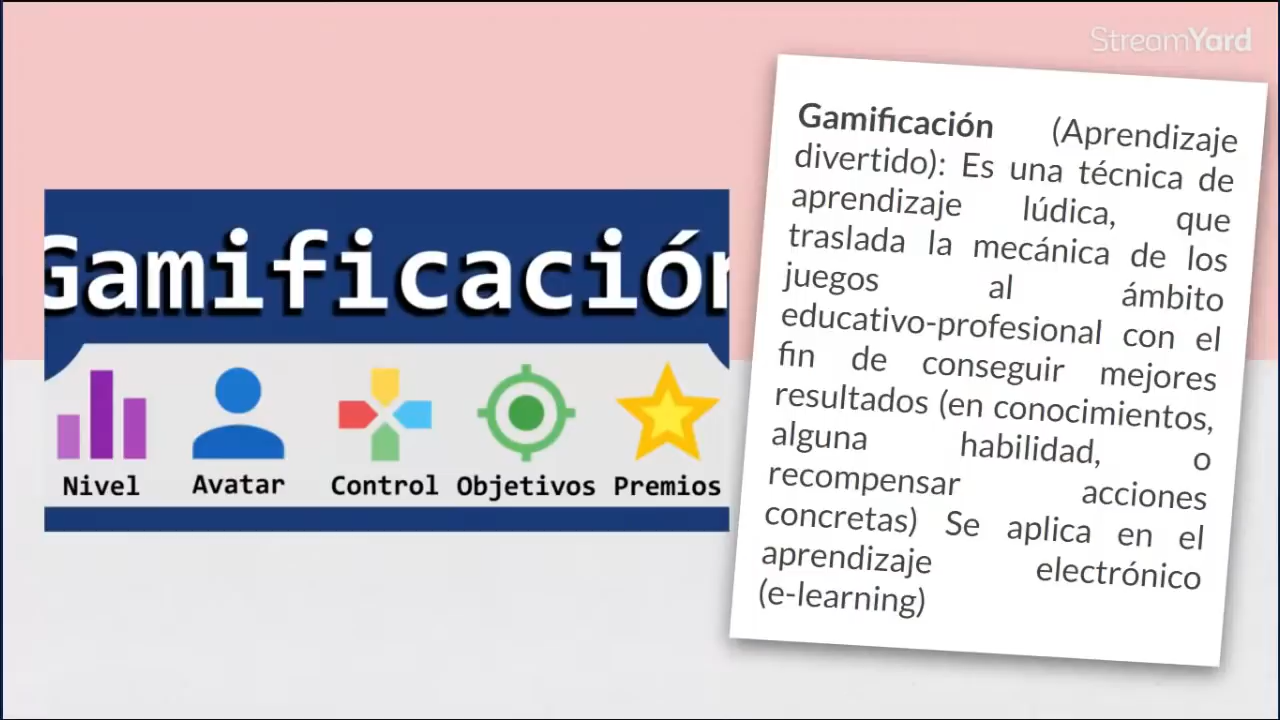 StreamYard
Gamificación
Nivel Avatar Control Objetivos Premios
Gamificación (Aprendizaje
divertido): Es una técnica de
aprendizaje lúdica, que
traslada la mecánica de los
juegos al ámbito
educativo-profesional con el
fin de conseguir mejores
resultados (en conocimientos,
alguna habilidad, o
recompensar acciones
concretas) Se aplica en el
aprendizaje electrónico
(e-learning)